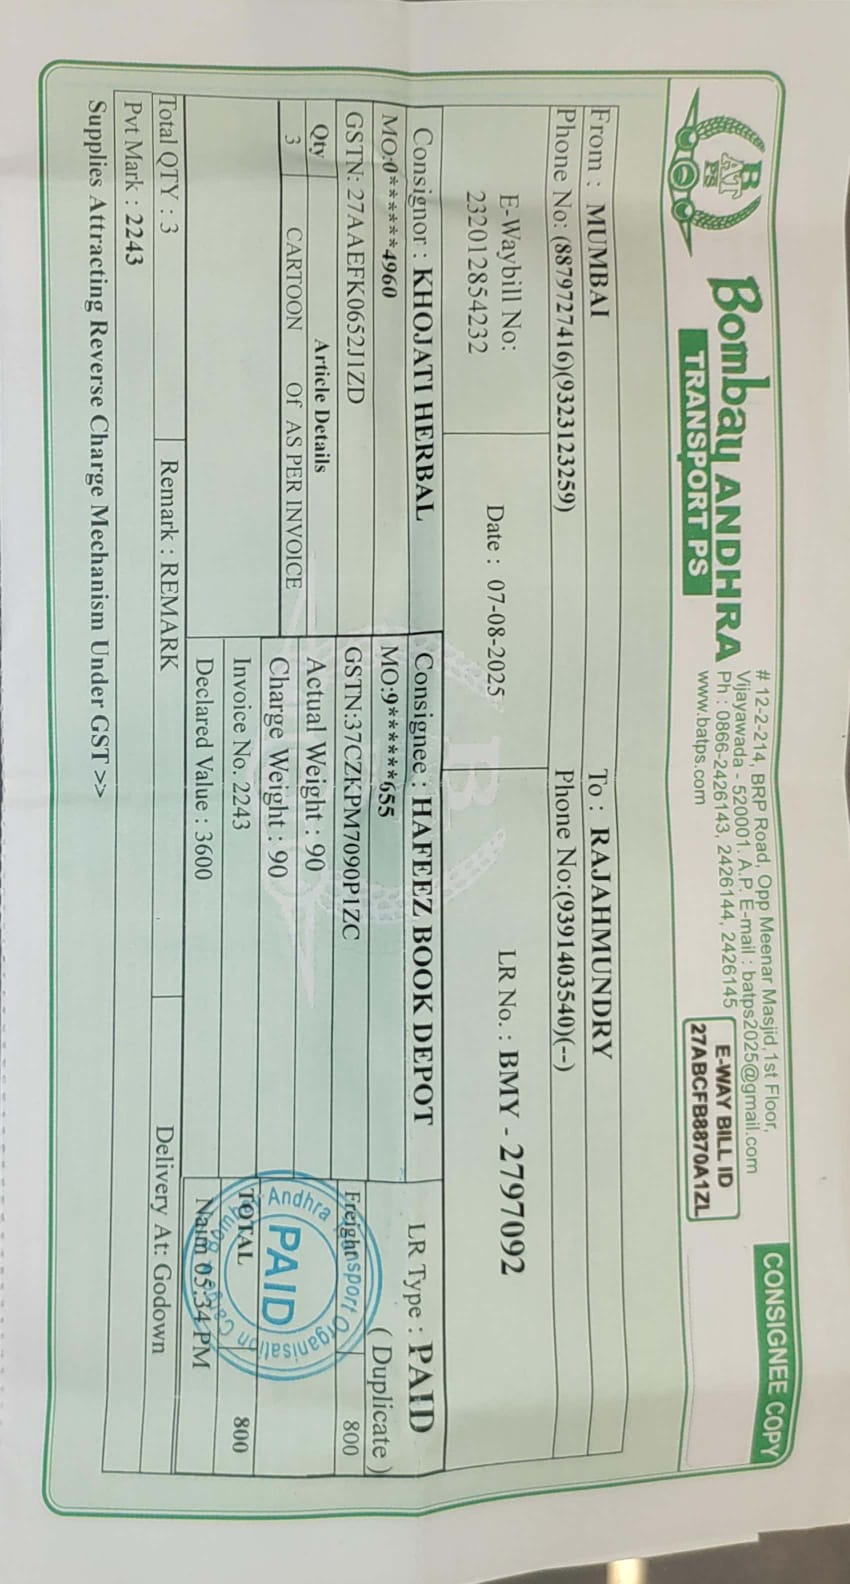 BAT PS
Bombay ANDHRA
TRANSPORT PS
# 12-2-214, BRP Road, Opp Meenar Masjid,1st Floor,
Vijayawada - 520001. A.P. E-mail : batps2025@gmail.com
Ph : 0866-2426143, 2426144, 2426145
www.batps.com
CONSIGNEE COPY
E-WAY BILL ID
27ABCFB8870A1ZL
From : MUMBAI To : RAJAHMUNDRY
Phone No: (8879727416)(9323123259) Phone No:(9391403540)(--)
E-Waybill No:
232012854232
Date : 07-08-2025
LR No. : BMY - 2797092
Consignor : KHOJATI HERBAL Consignee : HAFEEZ BOOK DEPOT LR Type : PAID
MO:0******4960 MO:9******655 ( Duplicate )
GSTN: 27AAEFK0652J1ZD GSTN:37CZKPM7090P1ZC Freight 800
Qty Article Details Actual Weight : 90
3 CARTOON Of AS PER INVOICE Charge Weight : 90
Invoice No. 2243 TOTAL 800
Declared Value : 3600 Naim 05:34 PM
PAID
Total QTY : 3 Remark : REMARK Delivery At: Godown
Pvt Mark : 2243
Supplies Attracting Reverse Charge Mechanism Under GST >>